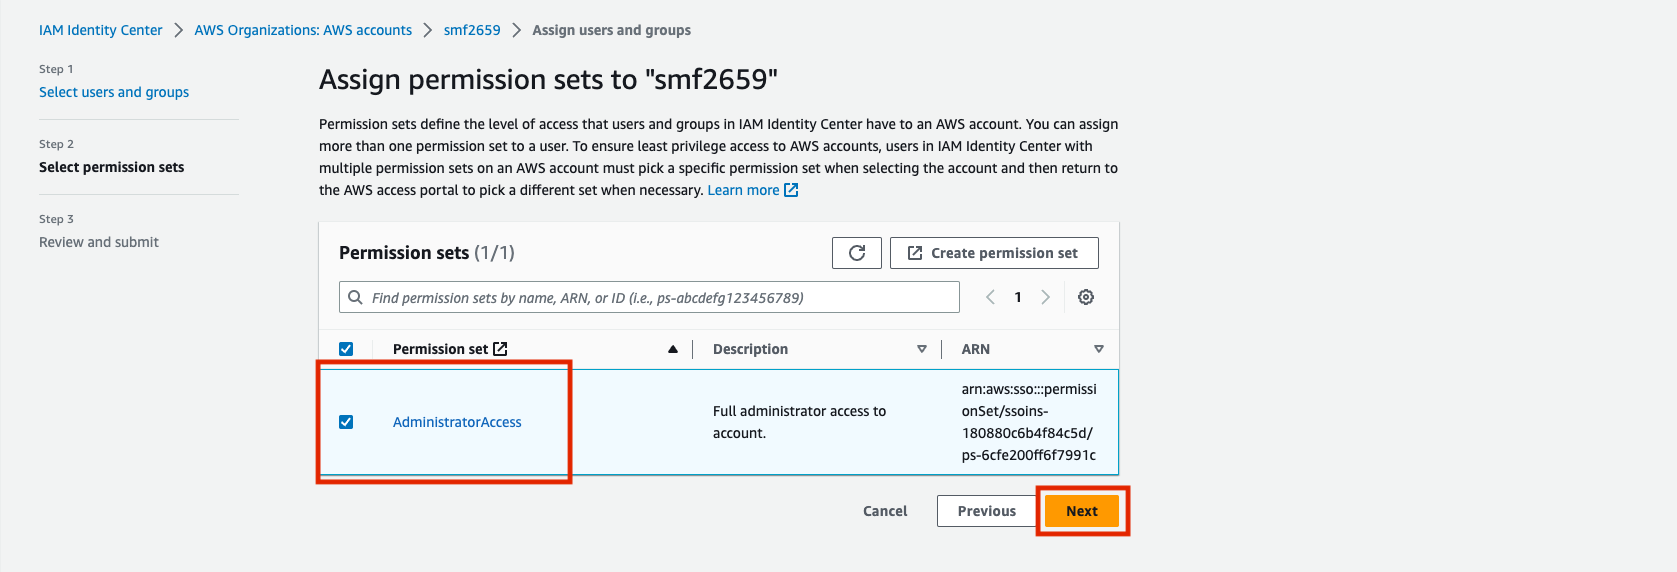 IAM Identity Center > AWS Organizations: AWS accounts > smf2659 > Assign users and groups
Step 1
Select users and groups
Step 2
Select permission sets
Step 3
Review and submit
Assign permission sets to "smf2659"
Permission sets define the level of access that users and groups in IAM Identity Center have to an AWS account. You can assign
more than one permission set to a user. To ensure least privilege access to AWS accounts, users in IAM Identity Center with
multiple permission sets on an AWS account must pick a specific permission set when selecting the account and then return to
the AWS access portal to pick a different set when necessary. Learn more
Permission sets (1/1)
Create permission set
Find permission sets by name, ARN, or ID (i.e., ps-abcdefg123456789)
1
Permission set
Description
ARN
AdministratorAccess
Full administrator access to
account.
arn:aws:sso:::permissi
onSet/ssoins-
180880c6b4f84c5d/
ps-6cfe200ff6f7991c
Cancel
Previous
Next